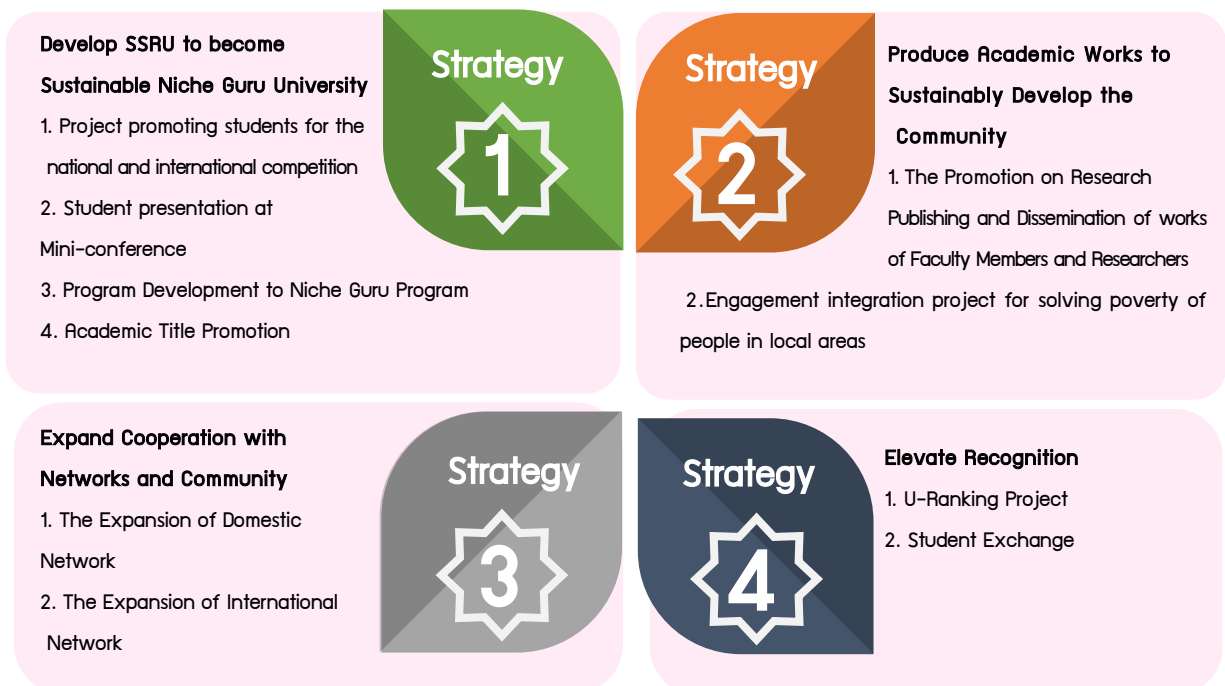 Develop SSRU to become
Sustainable Niche Guru University
1. Project promoting students for the
national and international competition
2. Student presentation at
Mini-conference
3. Program Development to Niche Guru Program
4. Academic Title Promotion
Strategy
1
Strategy
2
Produce Academic Works to
Sustainably Develop the
Community
1. The Promotion on Research
Publishing and Dissemination of works
of Faculty Members and Researchers
2.Engagement integration project for solving poverty of
people in local areas
Expand Cooperation with
Networks and Community
1. The Expansion of Domestic
Network
2. The Expansion of International
Network
Strategy
3
Strategy
4
Elevate Recognition
1. U-Ranking Project
2. Student Exchange